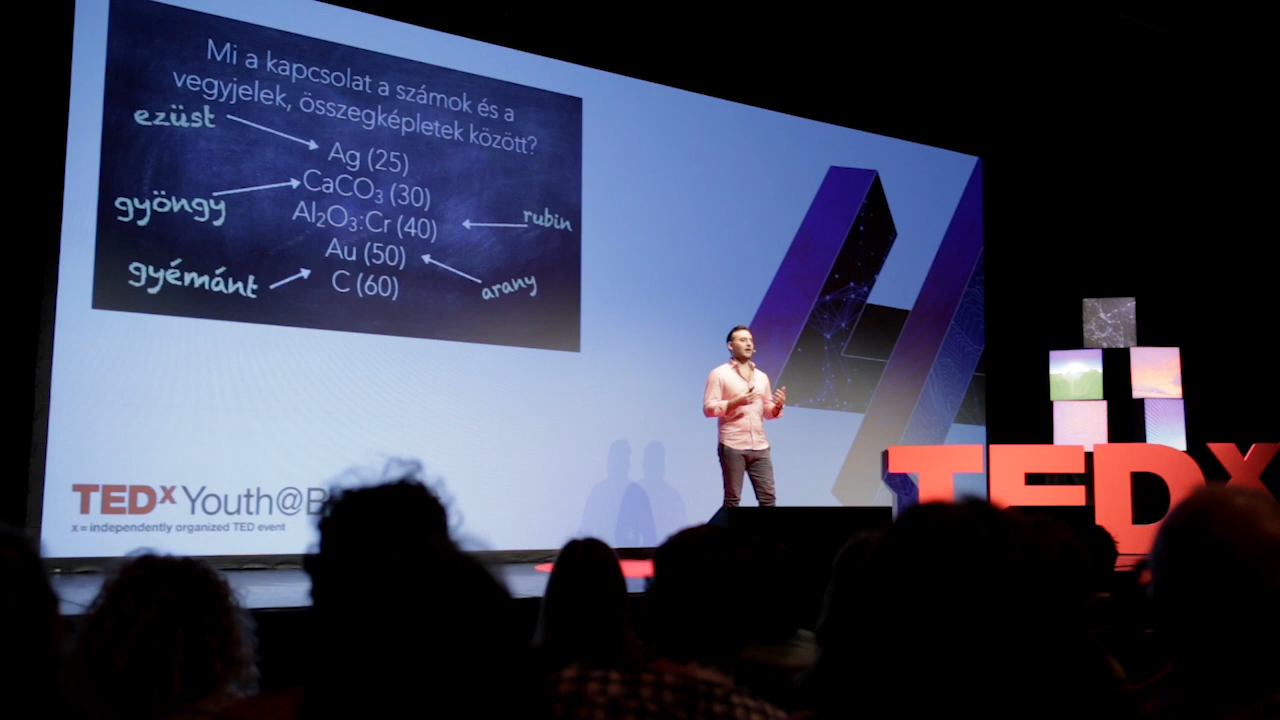 Mi a kapcsolat a számok és a
vegyjelek, összegképletek között?
ezüst
Ag (25)
gyöngy
CaCO₃ (30)
Al₂O₃:Cr (40)
rubin
Au (50)
gyémánt
C (60)
arany
TEDx Youth@B
x = independently organized TED event
TEDX